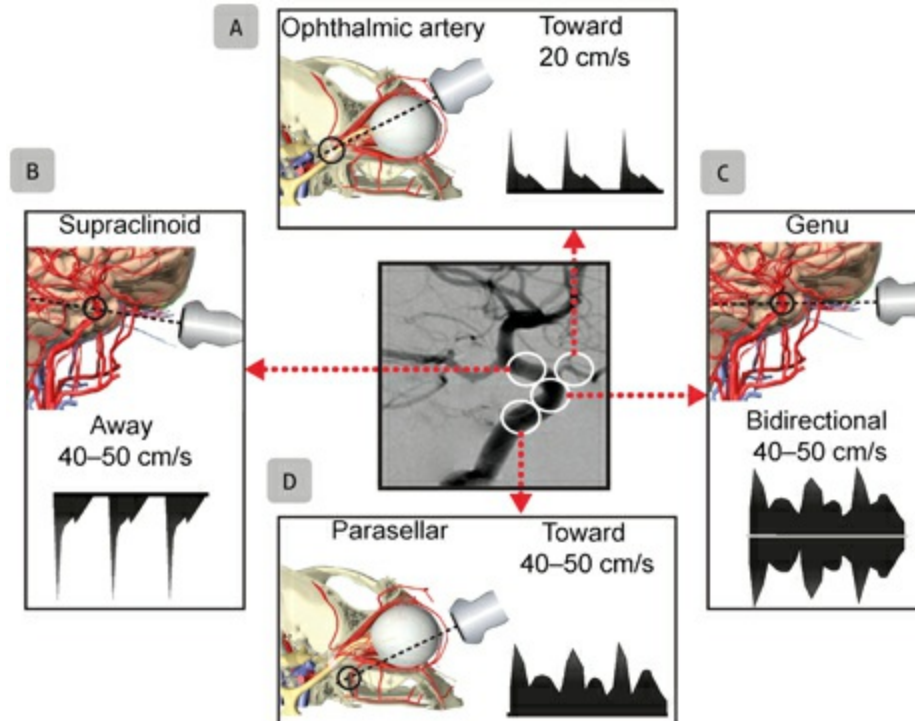 A
Ophthalmic artery
Toward
20 cm/s
B
Supraclinoid
Away
40–50 cm/s
C
Genu
Bidirectional
40–50 cm/s
D
Parasellar
Toward
40–50 cm/s